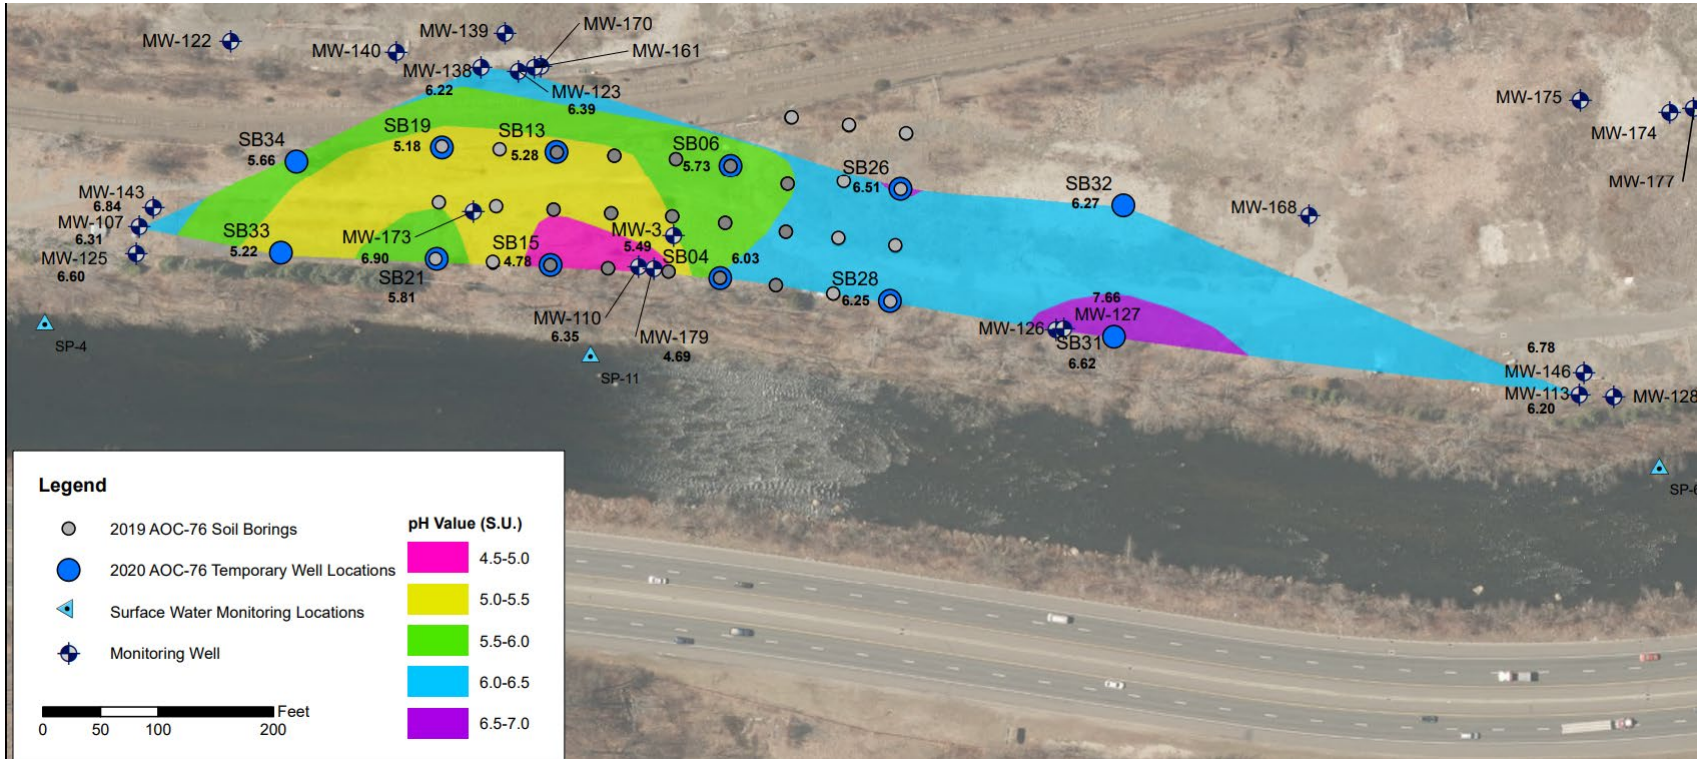 MW-122
MW-140
MW-139
MW-170
MW-161
MW-138
6.22
MW-123
6.39
MW-175
MW-174
MW-177
SB34
5.66
SB19
5.18
SB13
5.28
SB06
5.73
SB26
6.51
SB32
6.27
MW-168
MW-143
6.84
MW-107
6.31
MW-125
6.60
SB33
5.22
MW-173
6.90
SB21
5.81
SB15
4.78
MW-3
5.49
SB04
6.03
SB28
6.25
7.66
MW-127
MW-126
SB31
6.62
MW-110
6.35
MW-179
4.69
6.78
MW-146
MW-113
6.20
MW-128
SP-4
SP-11
SP-6
Legend
2019 AOC-76 Soil Borings
2020 AOC-76 Temporary Well Locations
Surface Water Monitoring Locations
Monitoring Well
0 50 100 200 Feet
pH Value (S.U.)
4.5-5.0
5.0-5.5
5.5-6.0
6.0-6.5
6.5-7.0